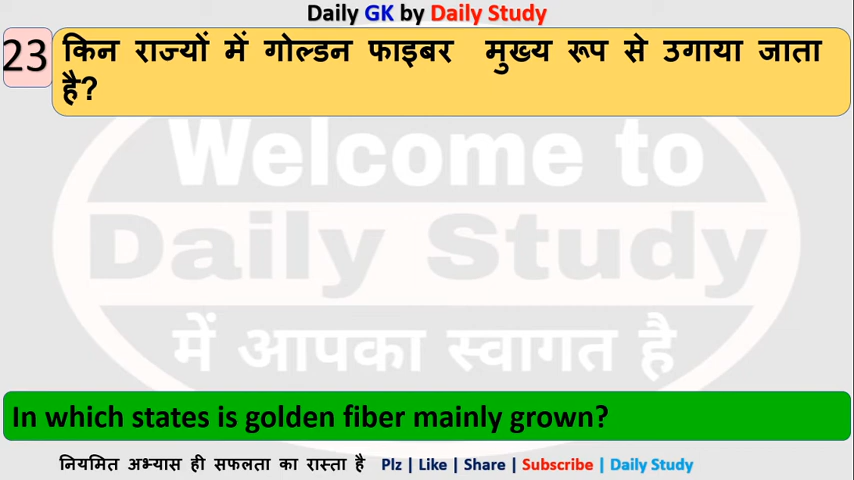 Daily GK by Daily Study
23
किन राज्यों में गोल्डन फाइबर मुख्य रूप से उगाया जाता
है?
Welcome to
Daily Study
में आपका स्वागत है
In which states is golden fiber mainly grown?
नियमित अभ्यास ही सफलता का रास्ता है Plz | Like | Share | Subscribe | Daily Study